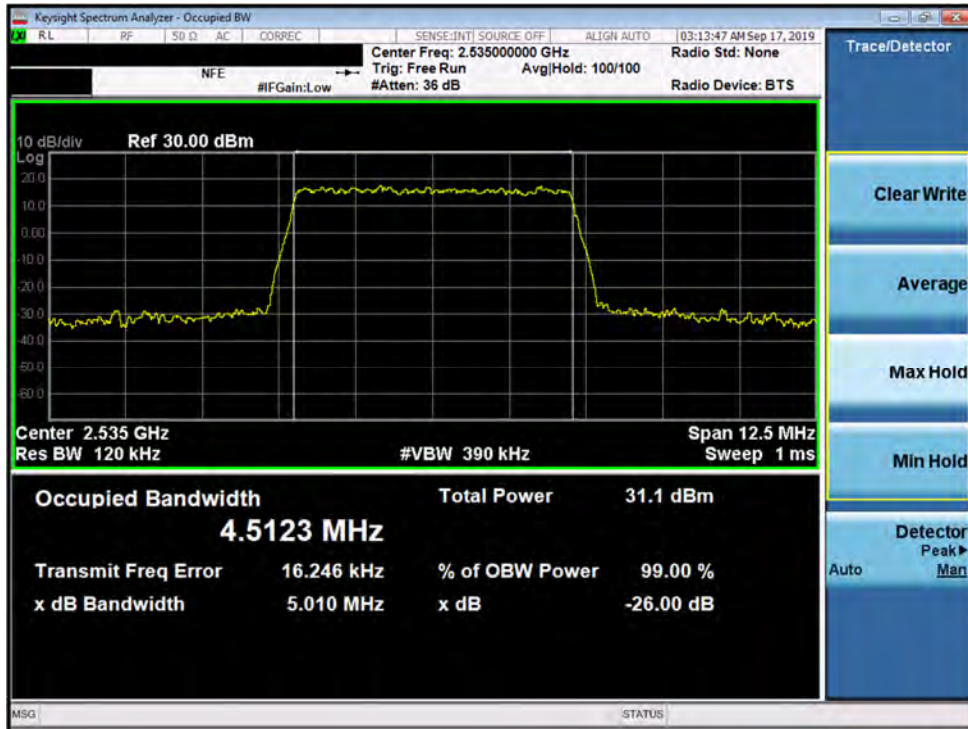 Keysight Spectrum Analyzer - Occupied BW
LXI RL RF 50 Ω AC CORREC SENSE:INT SOURCE OFF ALIGN AUTO 03:13:47 AM Sep 17, 2019
Center Freq: 2.535000000 GHz Radio Std: None
NFE Trig: Free Run Avg|Hold: 100/100
#IFGain:Low #Atten: 36 dB Radio Device: BTS
10 dB/div Ref 30.00 dBm
Log
20.0
10.0
0.00
-10.0
-20.0
-30.0
-40.0
-50.0
-60.0
Center 2.535 GHz Span 12.5 MHz
Res BW 120 kHz #VBW 390 kHz Sweep 1 ms
Occupied Bandwidth Total Power 31.1 dBm
4.5123 MHz
Transmit Freq Error 16.246 kHz % of OBW Power 99.00 %
x dB Bandwidth 5.010 MHz x dB -26.00 dB
MSG STATUS
Trace/Detector
Clear Write
Average
Max Hold
Min Hold
Detector
Peak▶
Auto Man